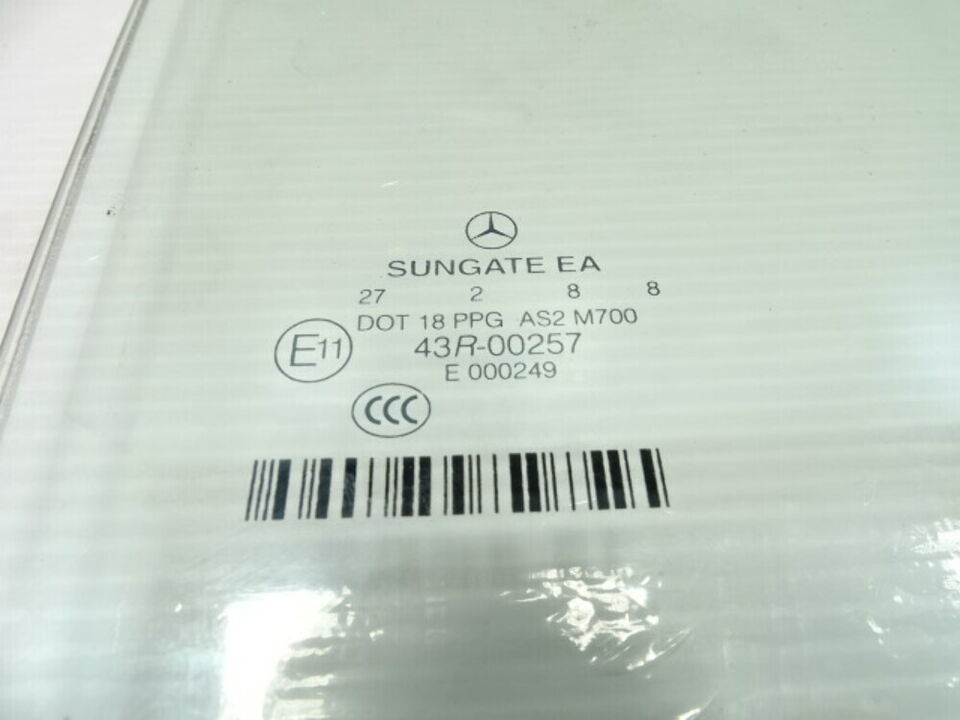 SUNGATE EA
27 2 8 8
DOT 18 PPG AS2 M700
E11
43R-00257
E 000249
CCC